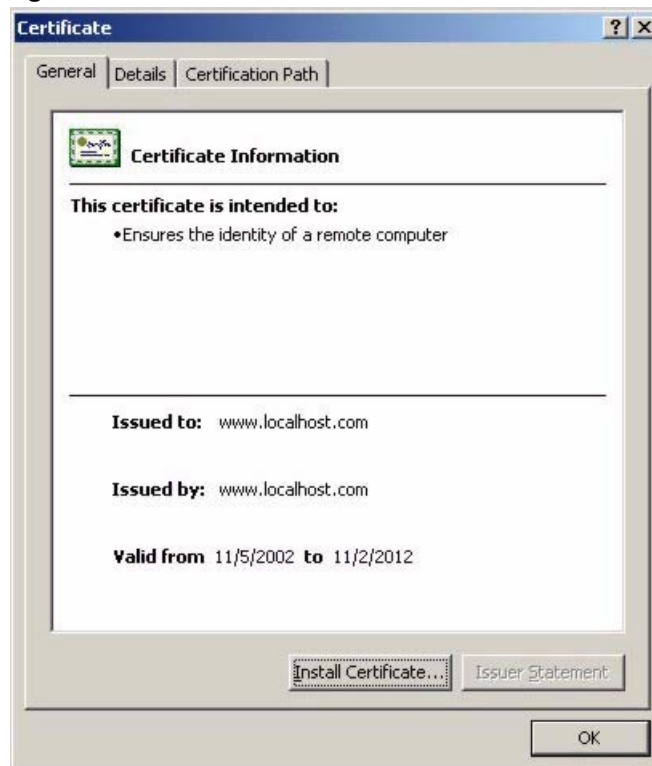 Certificate
General Details Certification Path
Certificate Information
This certificate is intended to:
•Ensures the identity of a remote computer
Issued to: www.localhost.com
Issued by: www.localhost.com
Valid from 11/5/2002 to 11/2/2012
Install Certificate... Issuer Statement
OK